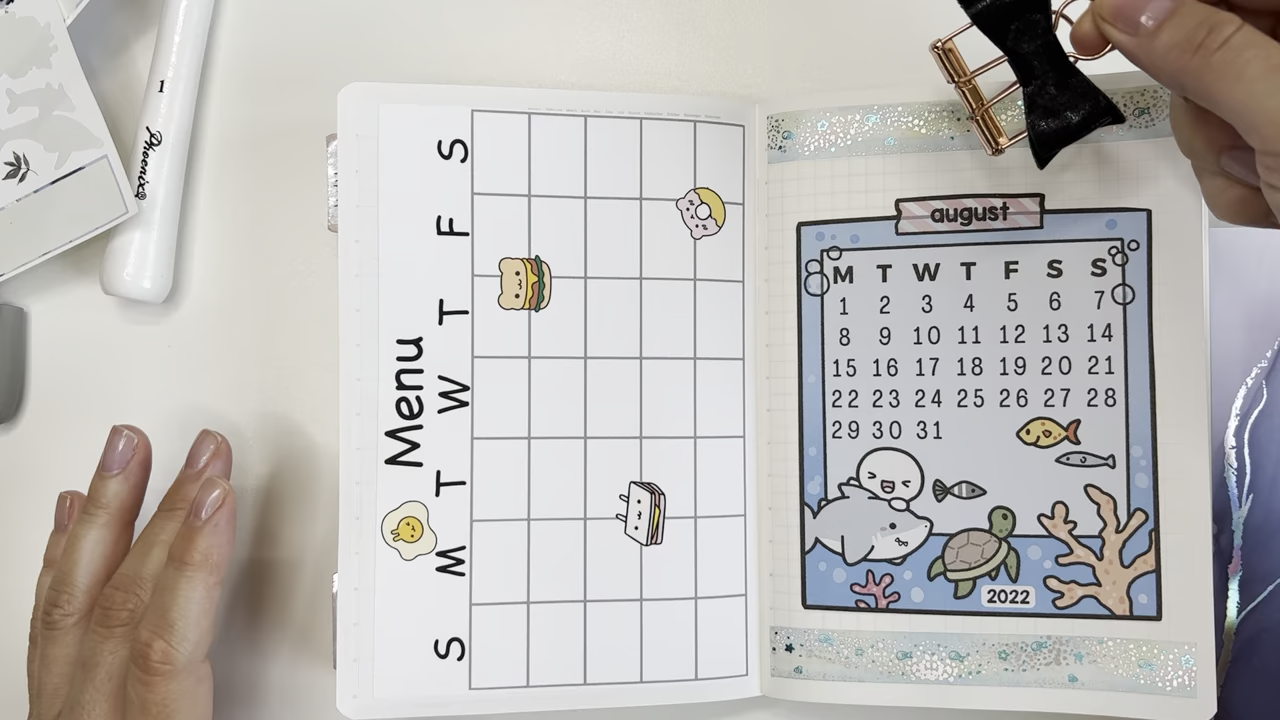 1 Phoenix
Menu
S M T W T F S
august
M T W T F S S
1 2 3 4 5 6 7
8 9 10 11 12 13 14
15 16 17 18 19 20 21
22 23 24 25 26 27 28
29 30 31
2022